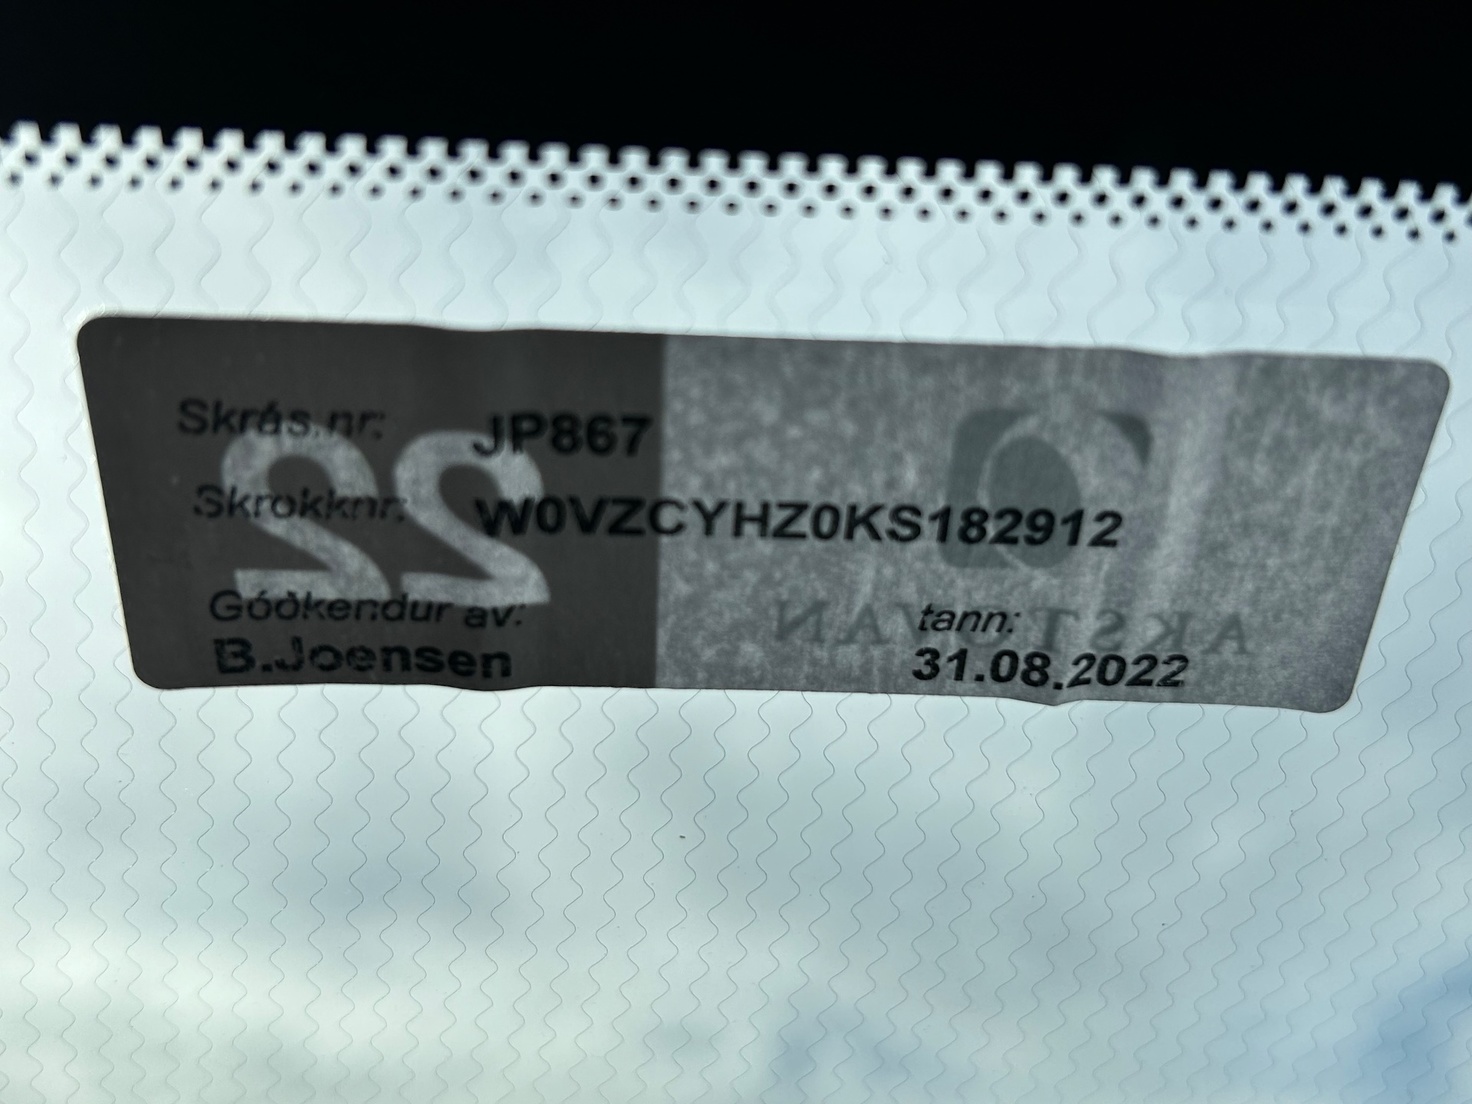 Skrás.nr: JP867
Skrokknr: W0VZCYHZ0KS182912
Góðkendur av: tann:
B.Joensen 31.08.2022
22
AKSTOVAN